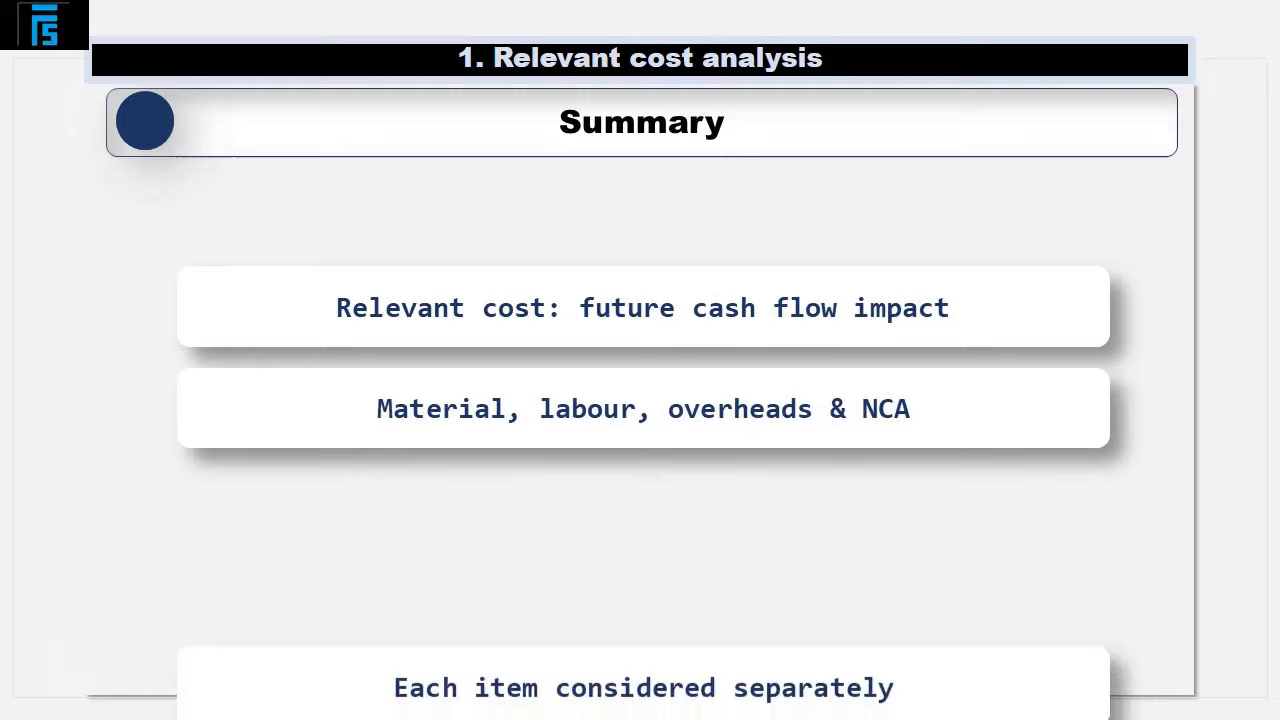 1. Relevant cost analysis
Summary
Relevant cost: future cash flow impact
Material, labour, overheads & NCA
Each item considered separately